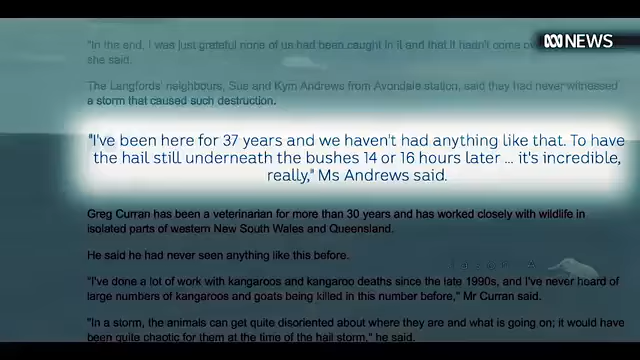 NEWS
"In the end, I was just grateful none of us had been caught in it and that it hadn't come ov
she said.
The Langfords' neighbours, Sue and Kym Andrews from Avondale station, said they had never witnessed
a storm that caused such destruction.
"I've been here for 37 years and we haven't had anything like that. To have
the hail still underneath the bushes 14 or 16 hours later ... it's incredible,
really," Ms Andrews said.
Greg Curran has been a veterinarian for more than 30 years and has worked closely with wildlife in
isolated parts of western New South Wales and Queensland.
He said he had never seen anything like this before.
"I've done a lot of work with kangaroos and kangaroo deaths since the late 1990s, and I've never heard of
large numbers of kangaroos and goats being killed in this number before," Mr Curran said.
"In a storm, the animals can get quite disoriented about where they are and what is going on; it would have
been quite chaotic for them at the time of the hail storm," he said.